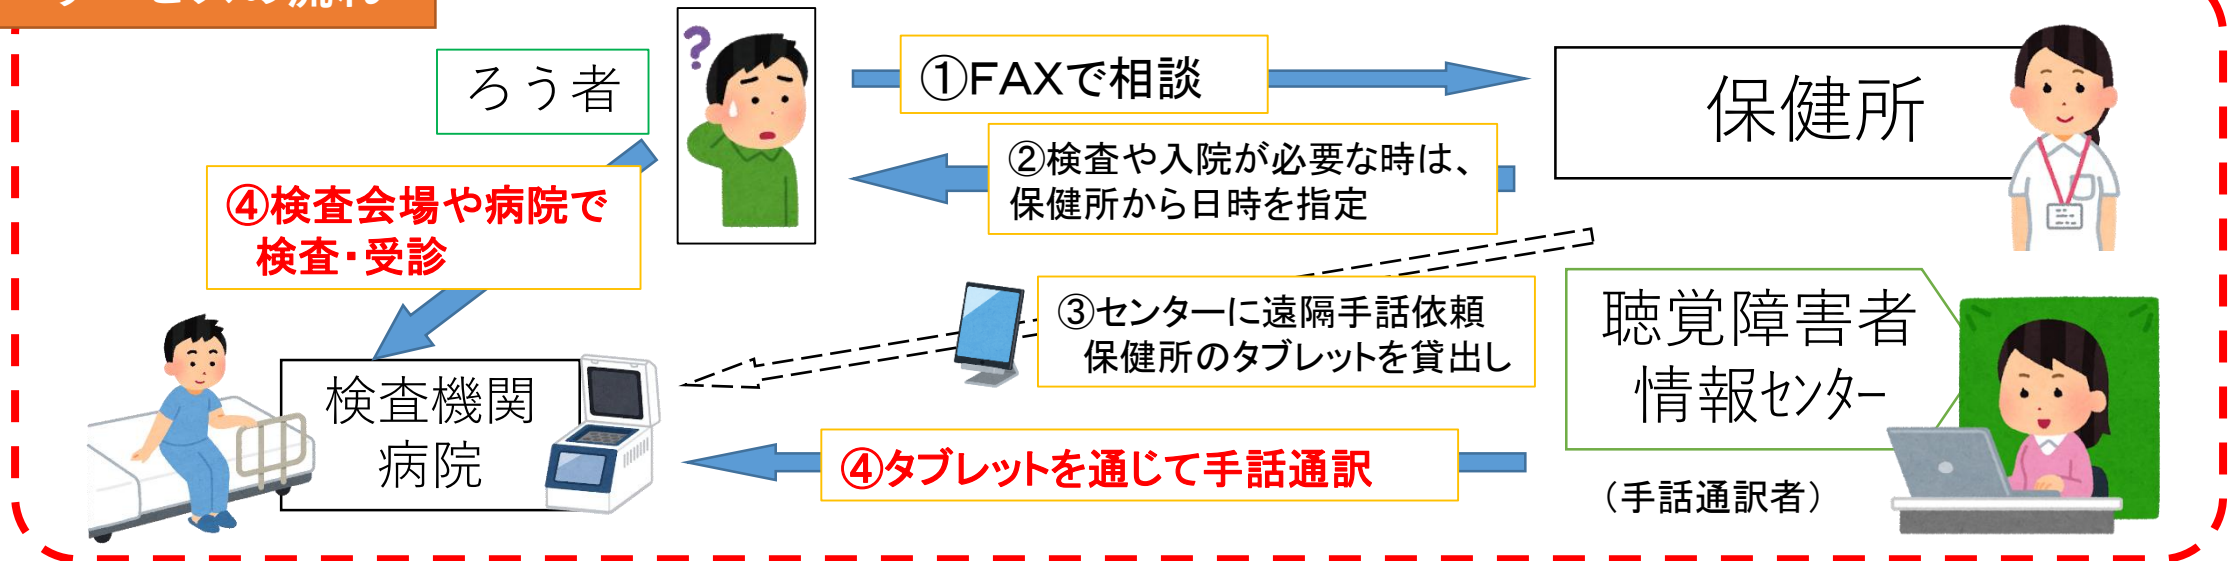 ろう者
?
①FAXで相談
保健所
②検査や入院が必要な時は、
保健所から日時を指定
④検査会場や病院で
検査・受診
③センターに遠隔手話依頼
保健所のタブレットを貸出し
聴覚障害者
情報センター
(手話通訳者)
検査機関
病院
④タブレットを通じて手話通訳